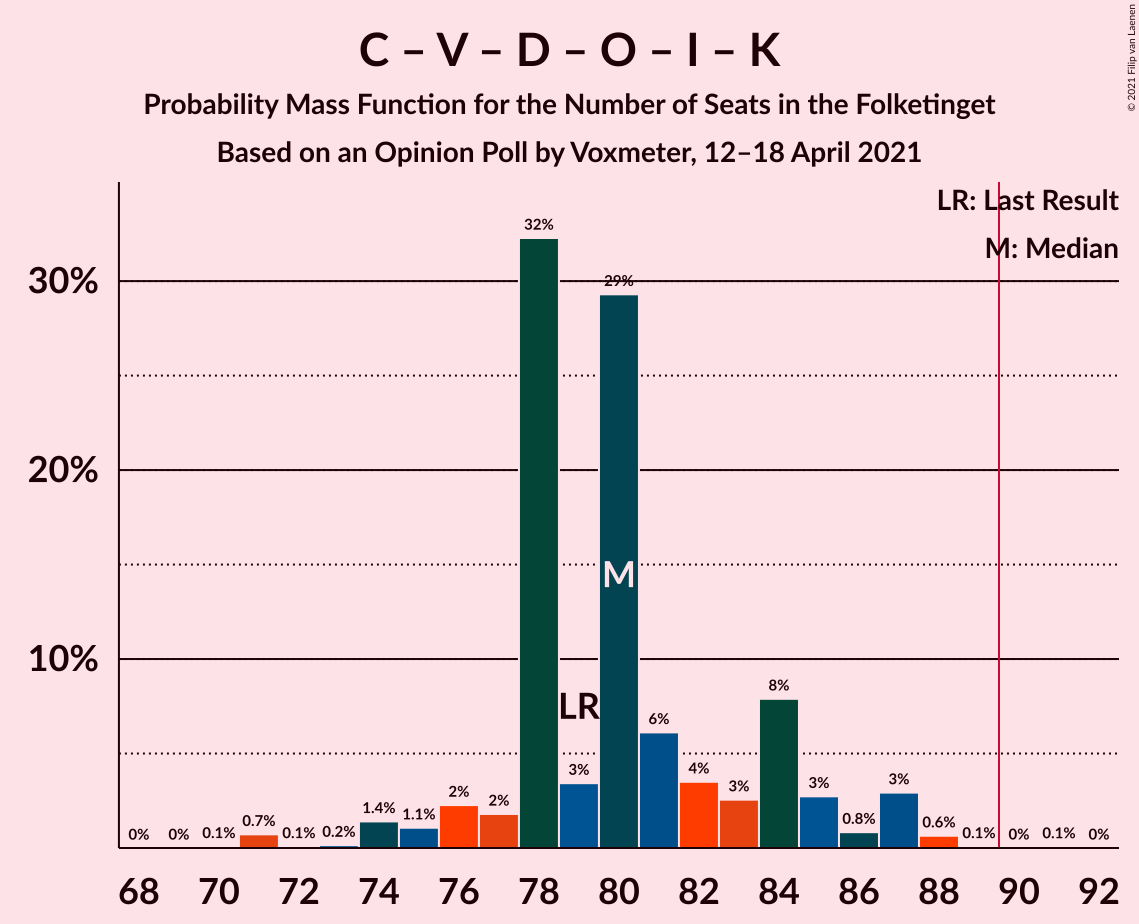 C – V – D – O – I – K
Probability Mass Function for the Number of Seats in the Folketinget
Based on an Opinion Poll by Voxmeter, 12–18 April 2021
© 2021 Filip van Laenen
LR: Last Result
M: Median
30%
20%
10%
0% 0% 0.1% 0.7% 0.1% 0.2% 1.4% 1.1% 2% 2% 32% 3% 29% 6% 4% 3% 8% 3% 0.8% 3% 0.6% 0.1% 0% 0.1% 0%
LR
M
68 70 72 74 76 78 80 82 84 86 88 90 92